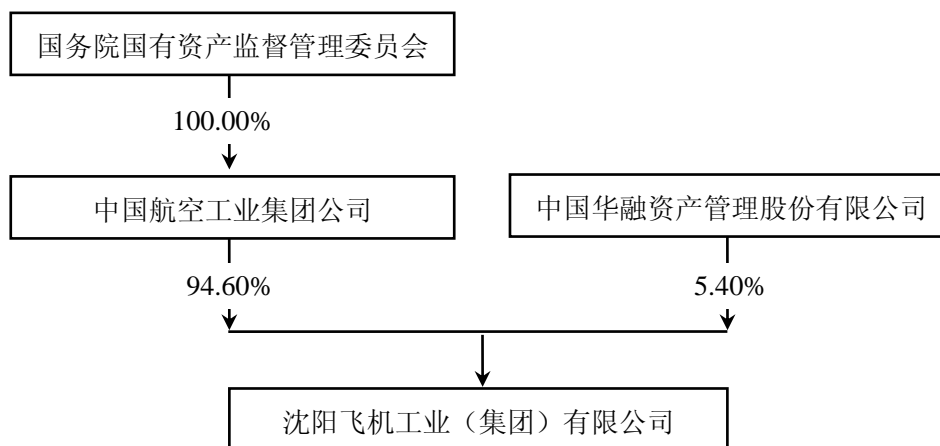 国务院国有资产监督管理委员会
100.00%
中国航空工业集团公司
中国华融资产管理股份有限公司
94.60%
5.40%
沈阳飞机工业（集团）有限公司